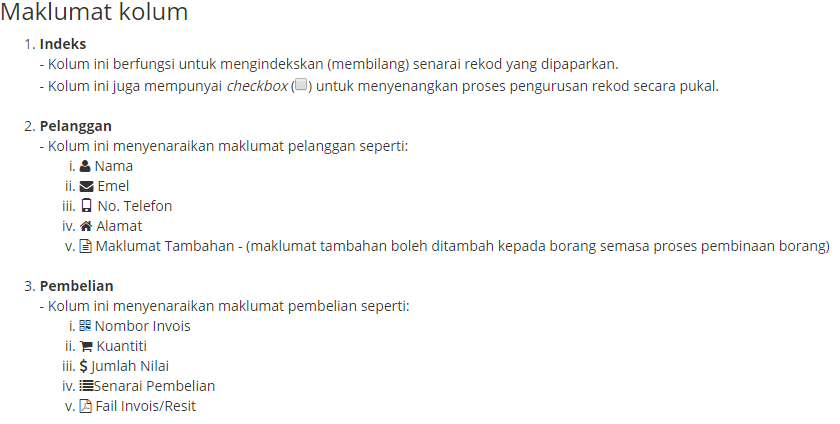 Maklumat kolum
1. Indeks
- Kolum ini berfungsi untuk mengindekskan (membilang) senarai rekod yang dipaparkan.
- Kolum ini juga mempunyai checkbox () untuk menyenangkan proses pengurusan rekod secara pukal.
2. Pelanggan
- Kolum ini menyenaraikan maklumat pelanggan seperti:
i. Nama
ii. Emel
iii. No. Telefon
iv. Alamat
v. Maklumat Tambahan - (maklumat tambahan boleh ditambah kepada borang semasa proses pembinaan borang)
3. Pembelian
- Kolum ini menyenaraikan maklumat pembelian seperti:
i. Nombor Invois
ii. Kuantiti
iii. $ Jumlah Nilai
iv. Senarai Pembelian
v. Fail Invois/Resit